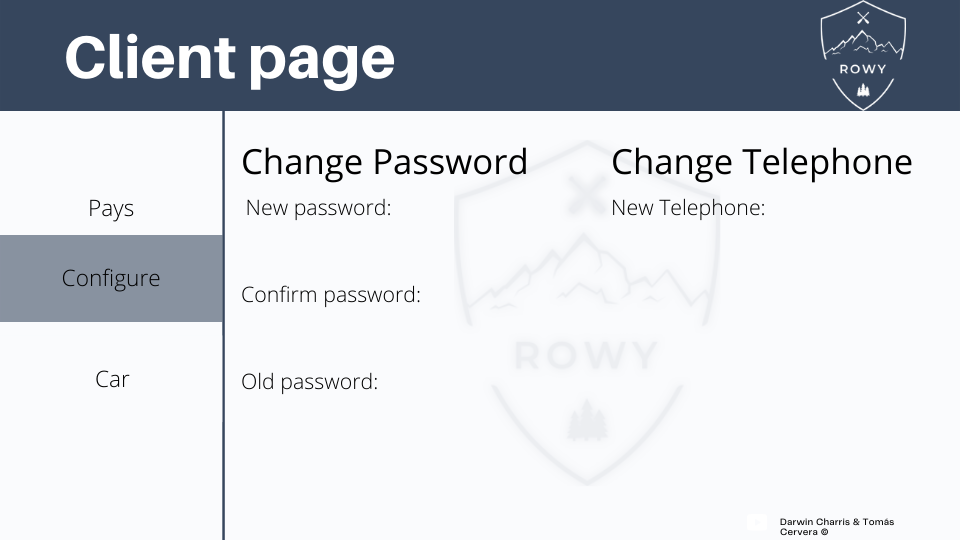 Client page
ROWY
Pays
Configure
Car
Change Password
New password:
Confirm password:
Old password:
Change Telephone
New Telephone:
ROWY
Darwin Charris & Tomás
Cervera ©